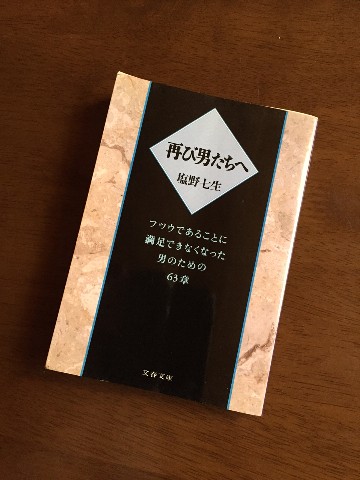 再び男たちへ
塩野七生
フツウであることに
満足できなくなった
男のための
63章
文春文庫